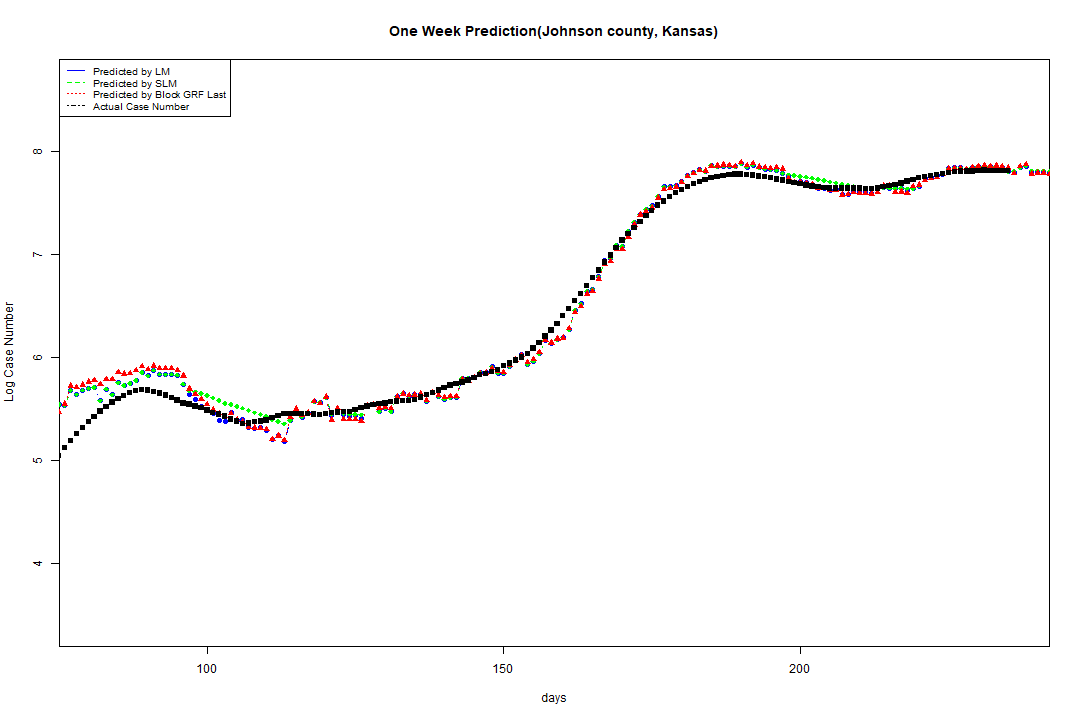 One Week Prediction(Johnson county, Kansas)
Predicted by LM
Predicted by SLM
Predicted by Block GRF Last
Actual Case Number
8
7
6
5
4
Log Case Number
100 150 200
days